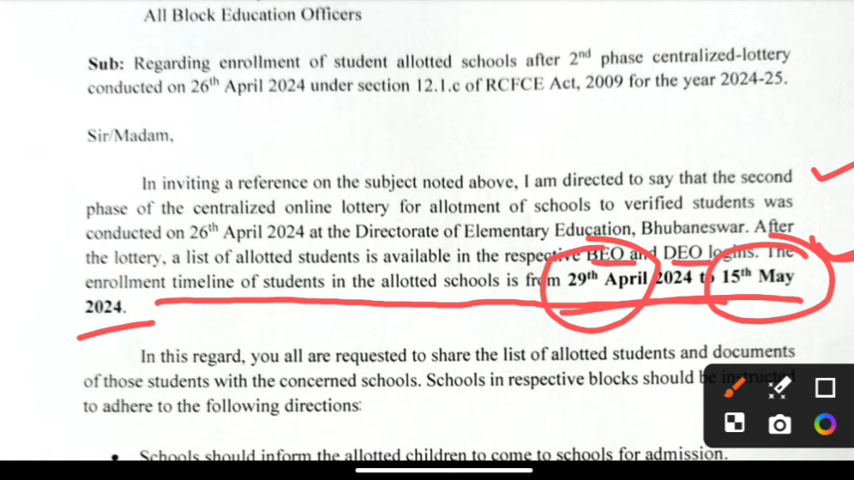 All Block Education Officers
Sub: Regarding enrollment of student allotted schools after 2nd phase centralized-lottery
conducted on 26th April 2024 under section 12.1.c of RCFCE Act, 2009 for the year 2024-25.
Sir/Madam,
In inviting a reference on the subject noted above, I am directed to say that the second
phase of the centralized online lottery for allotment of schools to verified students was
conducted on 26th April 2024 at the Directorate of Elementary Education, Bhubaneswar. After
the lottery, a list of allotted students is available in the respective BEO and DEO logins. The
enrollment timeline of students in the allotted schools is from 29th April 2024 to 15th May
2024.
In this regard, you all are requested to share the list of allotted students and documents
of those students with the concerned schools. Schools in respective blocks should be instructed
to adhere to the following directions:
• Schools should inform the allotted children to come to schools for admission.